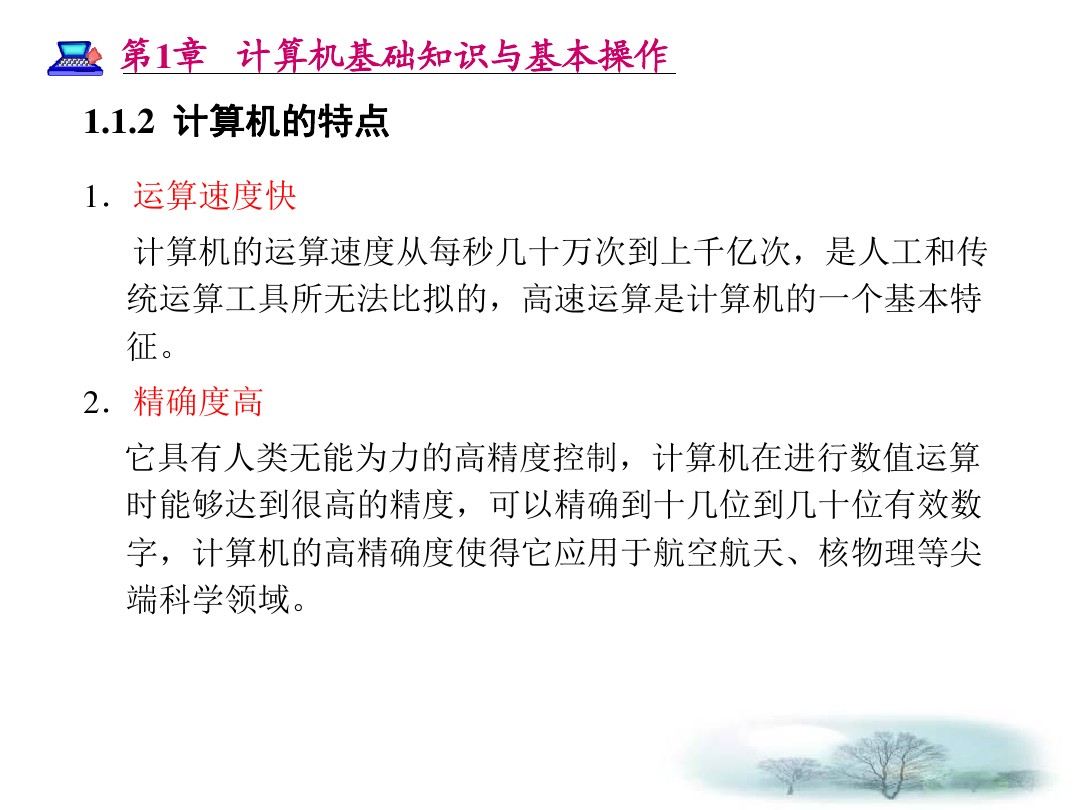 第1章 计算机基础知识与基本操作
1.1.2 计算机的特点
1．运算速度快
计算机的运算速度从每秒几十万次到上千亿次，是人工和传
统运算工具所无法比拟的，高速运算是计算机的一个基本特
征。
2．精确度高
它具有人类无能为力的高精度控制，计算机在进行数值运算
时能够达到很高的精度，可以精确到十几位到几十位有效数
字，计算机的高精确度使得它应用于航空航天、核物理等尖
端科学领域。